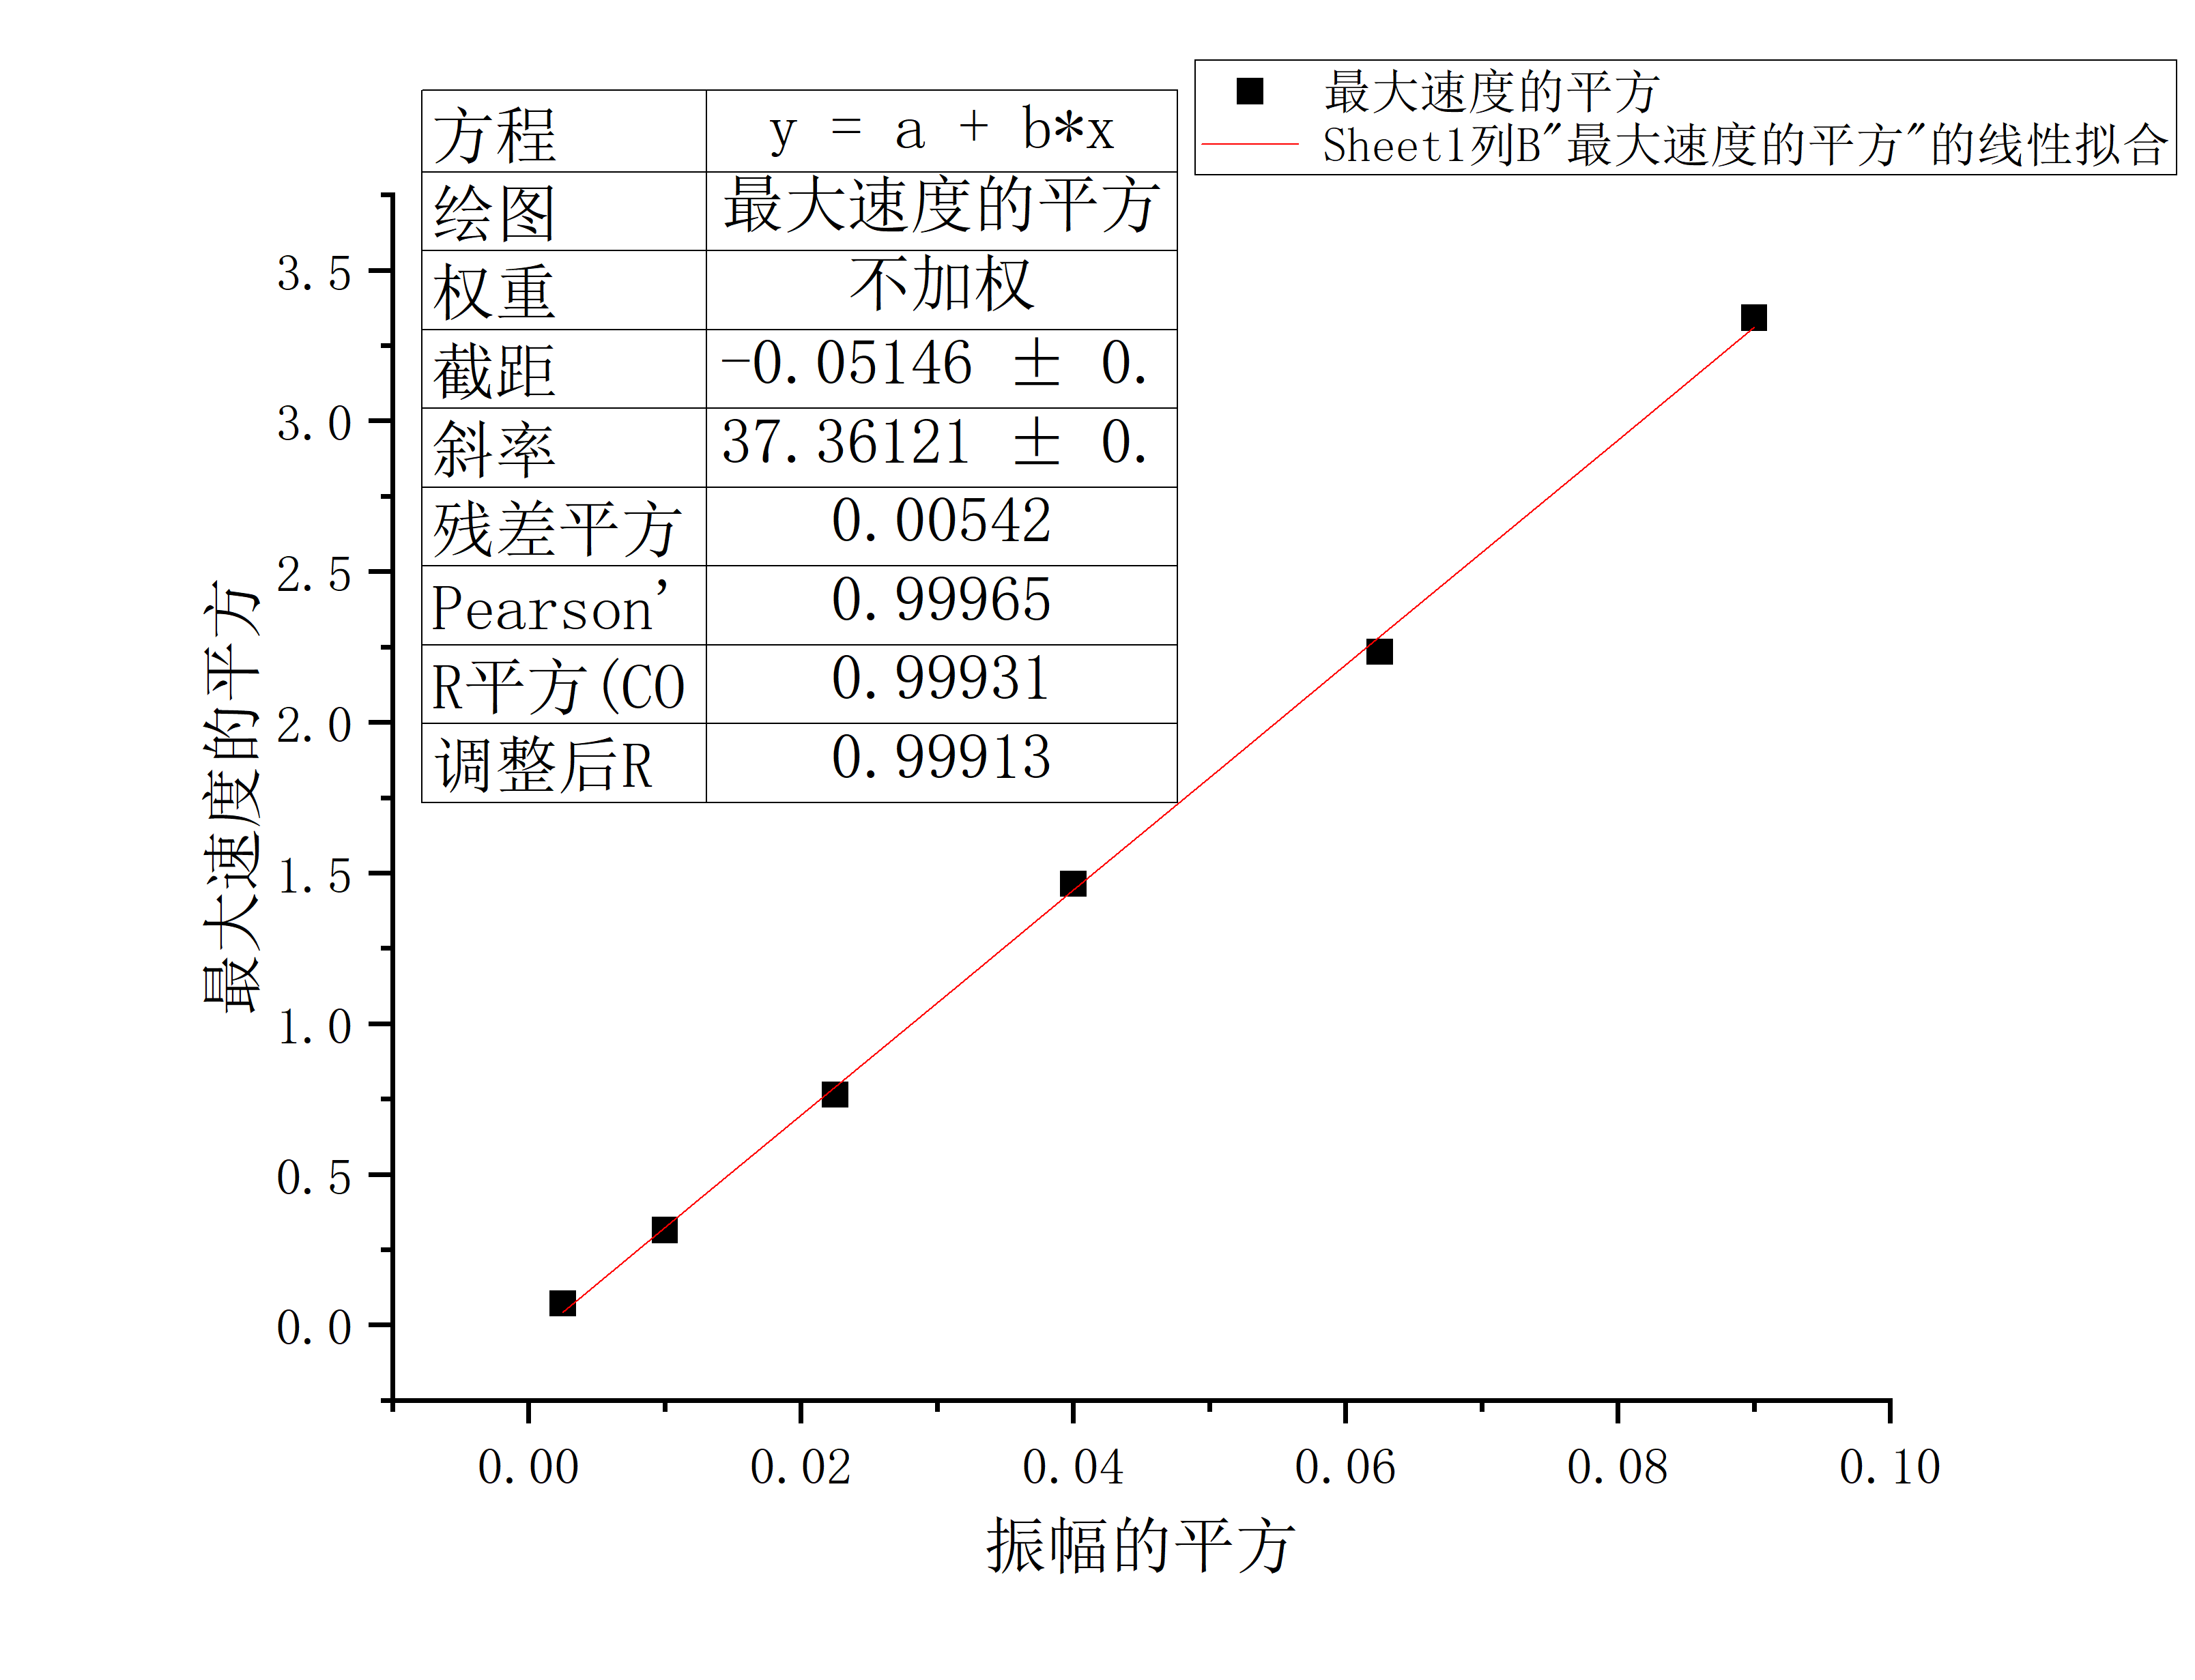 最大速度的平方
Sheet1列B"最大速度的平方"的线性拟合
方程 y = a + b*x
绘图 最大速度的平方
权重 不加权
截距 -0.05146 ± 0.
斜率 37.36121 ± 0.
残差平方 0.00542
Pearson' 0.99965
R平方(CO 0.99931
调整后R 0.99913
3.5
3.0
2.5
2.0
1.5
1.0
0.5
0.0
最大速度的平方
0.00 0.02 0.04 0.06 0.08 0.10
振幅的平方